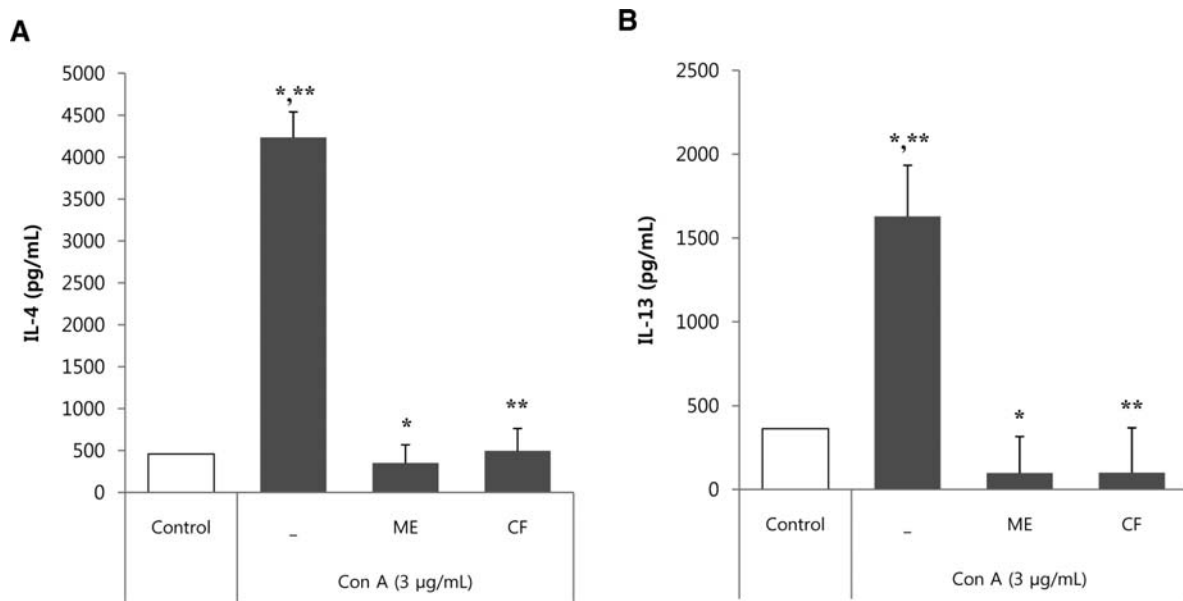 A
IL-4 (pg/mL)
5000
4500
4000
3500
3000
2500
2000
1500
1000
500
0
*,**
*
**
Control
–
ME
CF
Con A (3 µg/mL)
B
IL-13 (pg/mL)
2500
2000
1500
1000
500
0
*,**
*
**
Control
–
ME
CF
Con A (3 µg/mL)